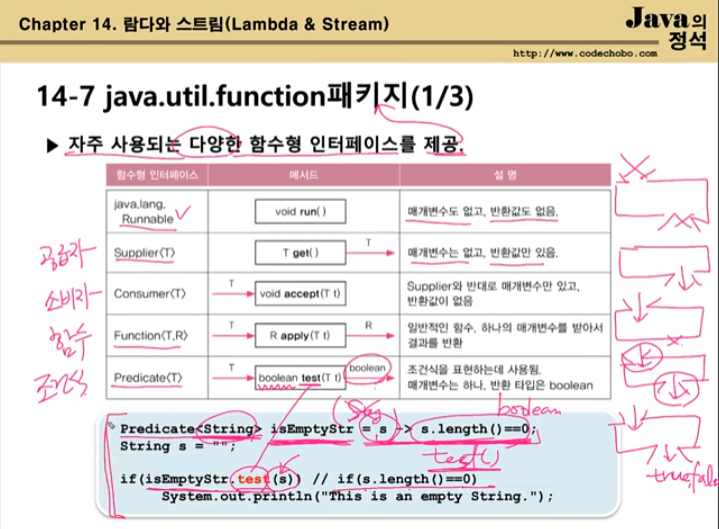 Chapter 14. 람다와 스트림(Lambda & Stream)
Java의
정석
http://www.codechobo.com
14-7 java.util.function패키지(1/3)
▶ 자주 사용되는 다양한 함수형 인터페이스를 제공.
함수형 인터페이스 메서드 설 명
java.lang.
Runnable
void run()
매개변수도 없고, 반환값도 없음.
공급자
Supplier<T>
T get()
T
매개변수는 없고, 반환값만 있음.
소비자
Consumer<T>
T
void accept(T t)
Supplier와 반대로 매개변수만 있고,
반환값이 없음
함수
Function<T,R>
T
R apply(T t)
R
일반적인 함수. 하나의 매개변수를 받아서
결과를 반환
조건식
Predicate<T>
T
boolean test(T t)
boolean
조건식을 표현하는데 사용됨.
매개변수는 하나, 반환 타입은 boolean
boolean
Predicate<String> isEmptyStr = s -> s.length()==0;
String s = "";
test()
if(isEmptyStr.test(s)) // if(s.length()==0)
System.out.println("This is an empty String.");